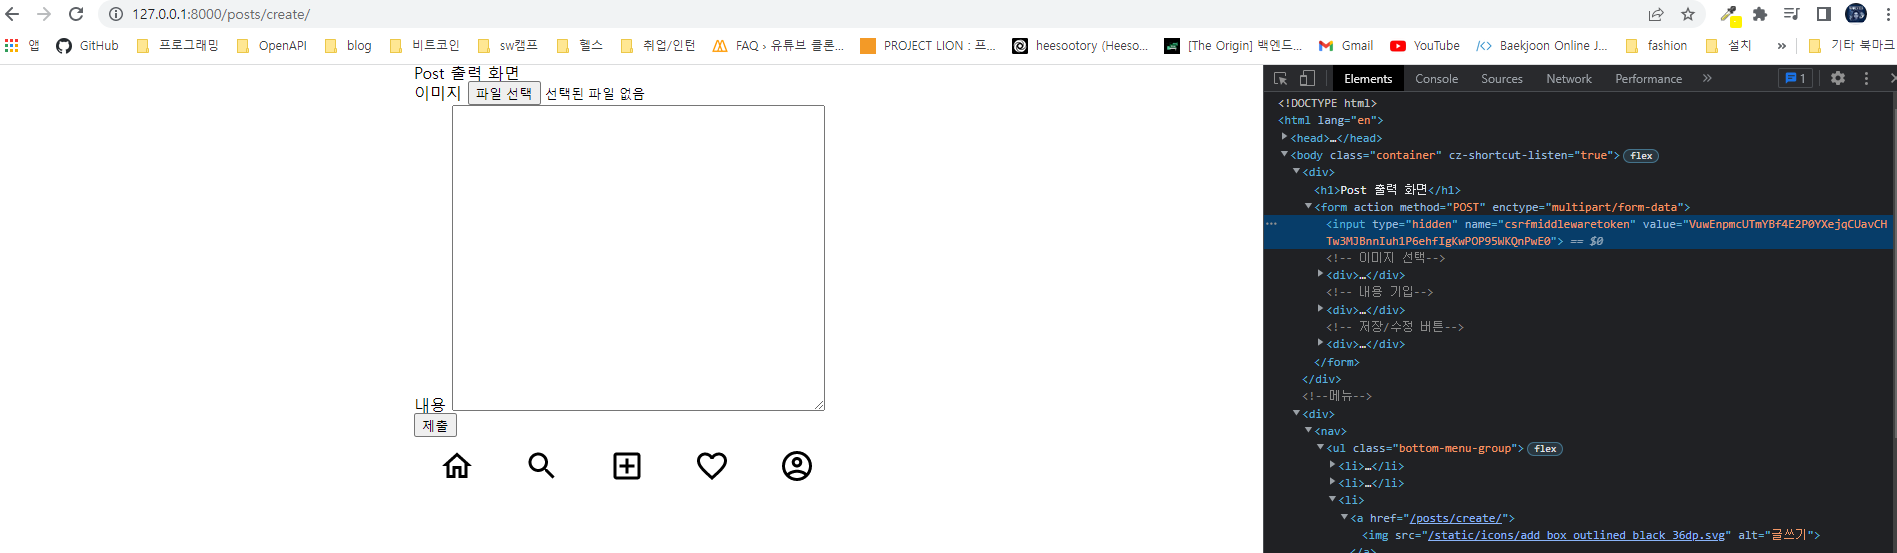 127.0.0.1:8000/posts/create/
앱 GitHub 프로그래밍 OpenAPI blog 비트코인 sw캠프 헬스 취업/인턴 FAQ › 유튜브 클론... PROJECT LION : 프... heesootory (Heeso... [The Origin] 백엔드... Gmail YouTube Baekjoon Online J... fashion 설치 » 기타 북마크
Post 출력 화면
이미지 파일 선택 선택된 파일 없음
내용
제출
Elements Console Sources Network Performance » 1
<!DOCTYPE html>
<html lang="en">
<head>…</head>
<body class="container" cz-shortcut-listen="true"> flex
<div>
<h1>Post 출력 화면</h1>
<form action method="POST" enctype="multipart/form-data">
<input type="hidden" name="csrfmiddlewaretoken" value="VuwEnpmcUTmYBf4E2P0YXejqCUavCH
Tw3MJBnnIuh1P6ehfIgKwPOP95WKQnPwE0"> == $0
<!-- 이미지 선택-->
<div>…</div>
<!-- 내용 기입-->
<div>…</div>
<!-- 저장/수정 버튼-->
<div>…</div>
</form>
</div>
<!--메뉴-->
<div>
<nav>
<ul class="bottom-menu-group"> flex
<li>…</li>
<li>…</li>
<li>
<a href="/posts/create/">
<img src="/static/icons/add_box_outlined_black_36dp.svg" alt="글쓰기">
</a>